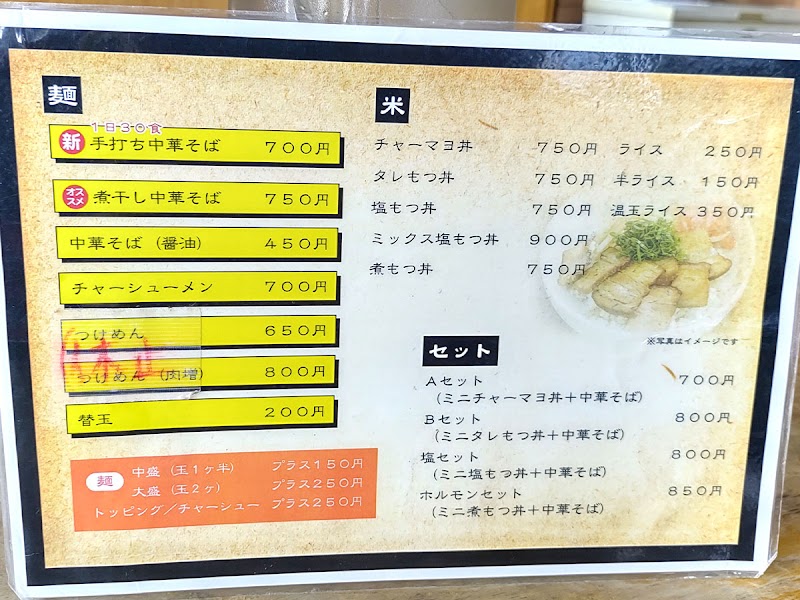 麺
1日30食
新 手打ち中華そば 700円
オススメ 煮干し中華そば 750円
中華そば（醤油） 450円
チャーシューメン 700円
つけめん 650円
つけめん（肉増） 800円
替玉 200円
麺 中盛（玉1ヶ半） プラス150円
大盛（玉2ヶ） プラス250円
トッピング／チャーシュー プラス250円
米
チャーマヨ丼 750円 ライス 250円
タレもつ丼 750円 半ライス 150円
塩もつ丼 750円 温玉ライス 350円
ミックス塩もつ丼 900円
煮もつ丼 750円
※写真はイメージです
セット
Aセット 700円
（ミニチャーマヨ丼＋中華そば）
Bセット 800円
（ミニタレもつ丼＋中華そば）
塩セット 800円
（ミニ塩もつ丼＋中華そば）
ホルモンセット 850円
（ミニ煮もつ丼＋中華そば）